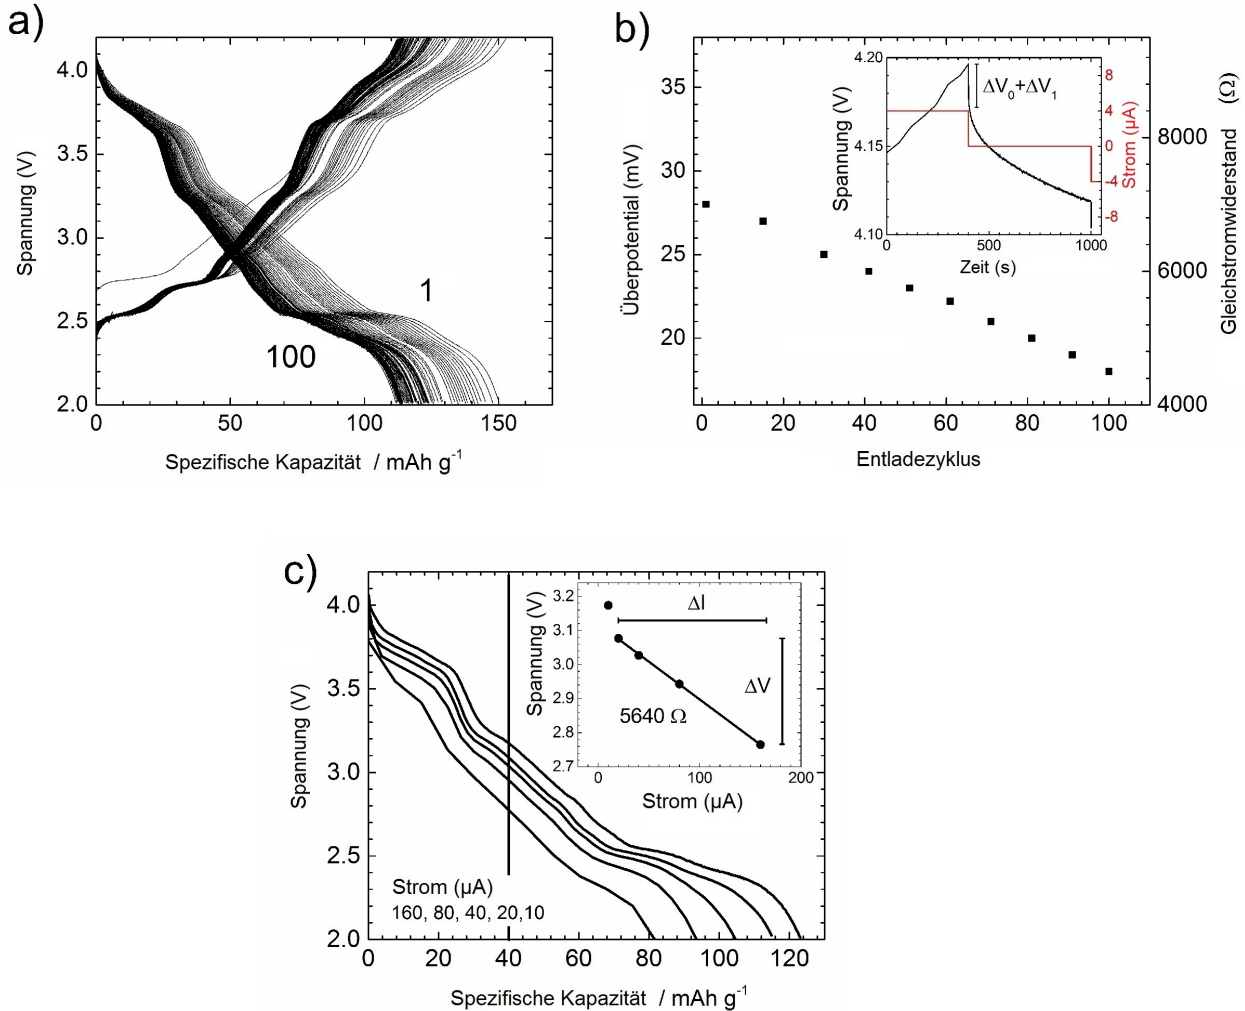 a)
4.0
3.5
3.0
2.5
2.0
Spannung (V)
1
100
0
50
100
150
Spezifische Kapazität / mAh g-1
b)
35
30
25
20
Überpotential (mV)
8000
6000
4000
Gleichstromwiderstand (Ω)
0
20
40
60
80
100
Entladezyklus
4.20
4.15
4.10
Spannung (V)
ΔV0+ΔV1
8
4
0
-4
-8
Strom (µA)
0
500
1000
Zeit (s)
c)
4.0
3.5
3.0
2.5
2.0
Spannung (V)
Strom (µA)
160, 80, 40, 20,10
0
20
40
60
80
100
120
Spezifische Kapazität / mAh g-1
3.2
3.1
3.0
2.9
2.8
2.7
Spannung (V)
ΔI
ΔV
5640 Ω
0
100
200
Strom (µA)